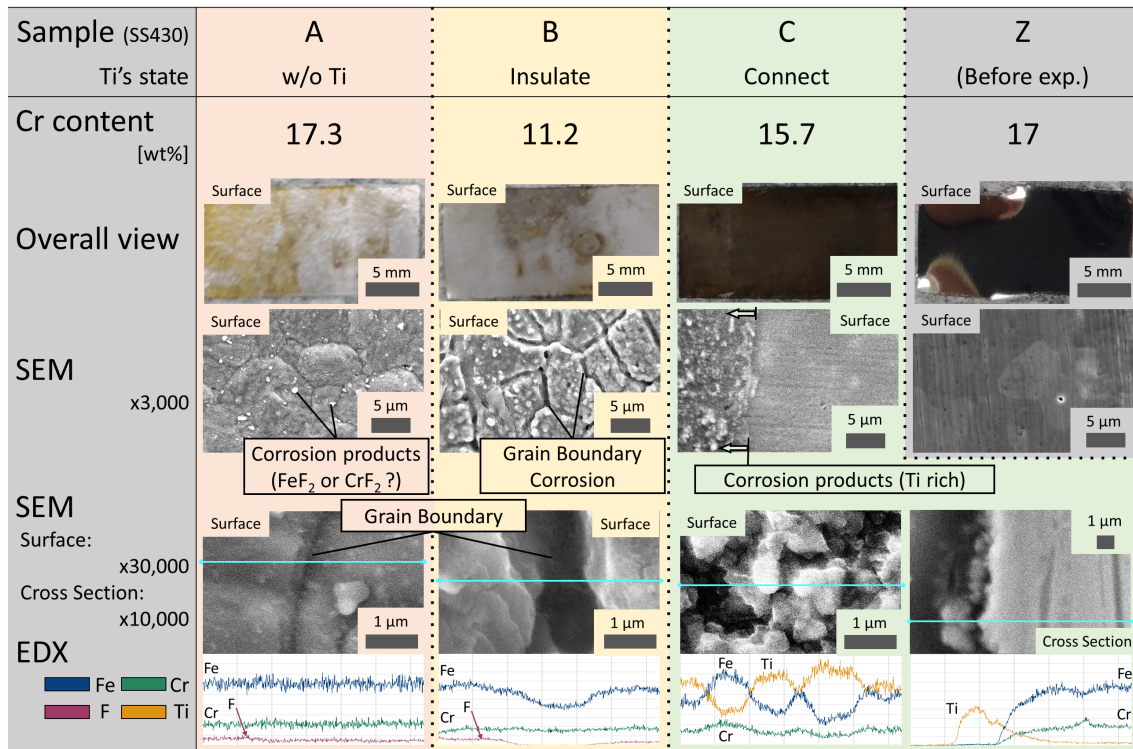 Sample (SS430) A B C Z
Ti's state w/o Ti Insulate Connect (Before exp.)
Cr content
[wt%] 17.3 11.2 15.7 17
Surface Surface Surface Surface
Overall view
5 mm 5 mm 5 mm 5 mm
Surface Surface Surface Surface
SEM
x3,000
5 µm 5 µm 5 µm 5 µm
Corrosion products
(FeF₂ or CrF₂ ?)
Grain Boundary
Corrosion
Corrosion products (Ti rich)
SEM
Grain Boundary
Surface Surface Surface 1 µm
Surface:
x30,000
Cross Section:
x10,000
1 µm 1 µm 1 µm Cross Section
EDX
Fe Cr
F Ti
Fe F Cr
Fe Cr F
Fe Ti Cr
Ti Fe Cr